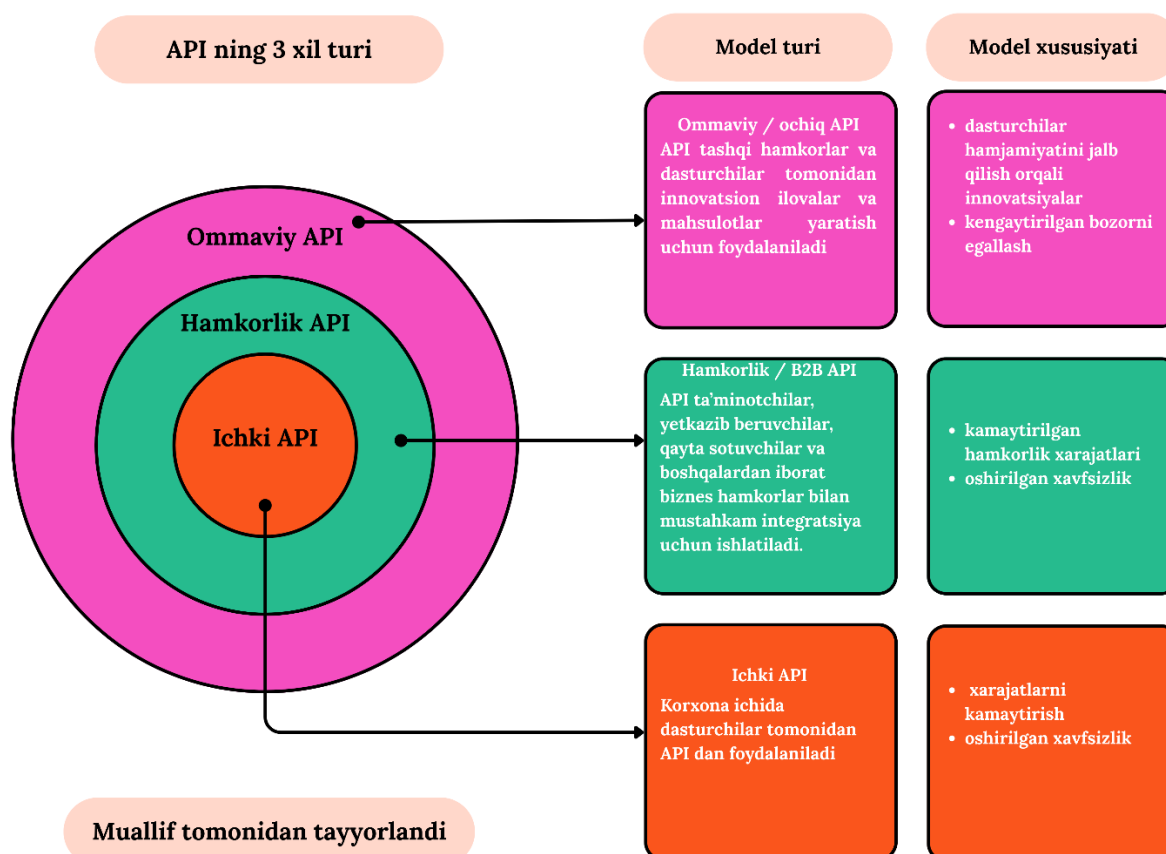 API ning 3 xil turi
Model turi
Model xususiyati
Ommaviy API
Hamkorlik API
Ichki API
Ommaviy / ochiq API
API tashqi hamkorlar va
dasturchilar tomonidan
innovatsion ilovalar va
mahsulotlar yaratish
uchun foydalaniladi
• dasturchilar
hamjamiyatini jalb
qilish orqali
innovatsiyalar
• kengaytirilgan bozorni
egallash
Hamkorlik / B2B API
API ta’minotchilar,
yetkazib beruvchilar,
qayta sotuvchilar va
boshqalardan iborat
biznes hamkorlar bilan
mustahkam integratsiya
uchun ishlatiladi.
• kamaytirilgan
hamkorlik xarajatlari
• oshirilgan xavfsizlik
Ichki API
Korxona ichida
dasturchilar tomonidan
API dan foydalaniladi
• xarajatlarni
kamaytirish
• oshirilgan xavfsizlik
Muallif tomonidan tayyorlandi